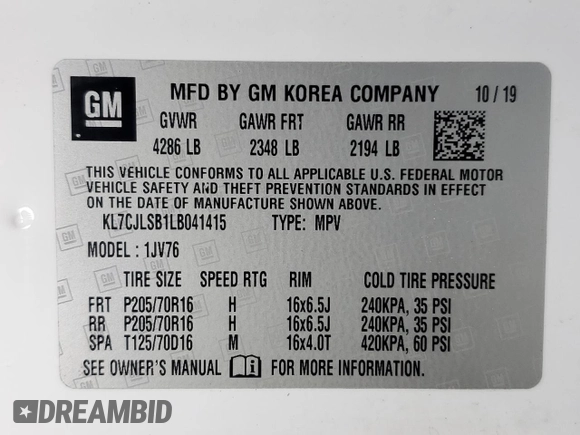 GM
MFD BY GM KOREA COMPANY 10/19
GVWR GAWR FRT GAWR RR
4286 LB 2348 LB 2194 LB
THIS VEHICLE CONFORMS TO ALL APPLICABLE U.S. FEDERAL MOTOR
VEHICLE SAFETY AND THEFT PREVENTION STANDARDS IN EFFECT
ON THE DATE OF MANUFACTURE SHOWN ABOVE.
KL7CJLSB1LB041415 TYPE: MPV
MODEL: 1JV76
TIRE SIZE SPEED RTG RIM COLD TIRE PRESSURE
FRT P205/70R16 H 16x6.5J 240KPA, 35 PSI
RR P205/70R16 H 16x6.5J 240KPA, 35 PSI
SPA T125/70D16 M 16x4.0T 420KPA, 60 PSI
SEE OWNER'S MANUAL FOR MORE INFORMATION.
DREAMBID